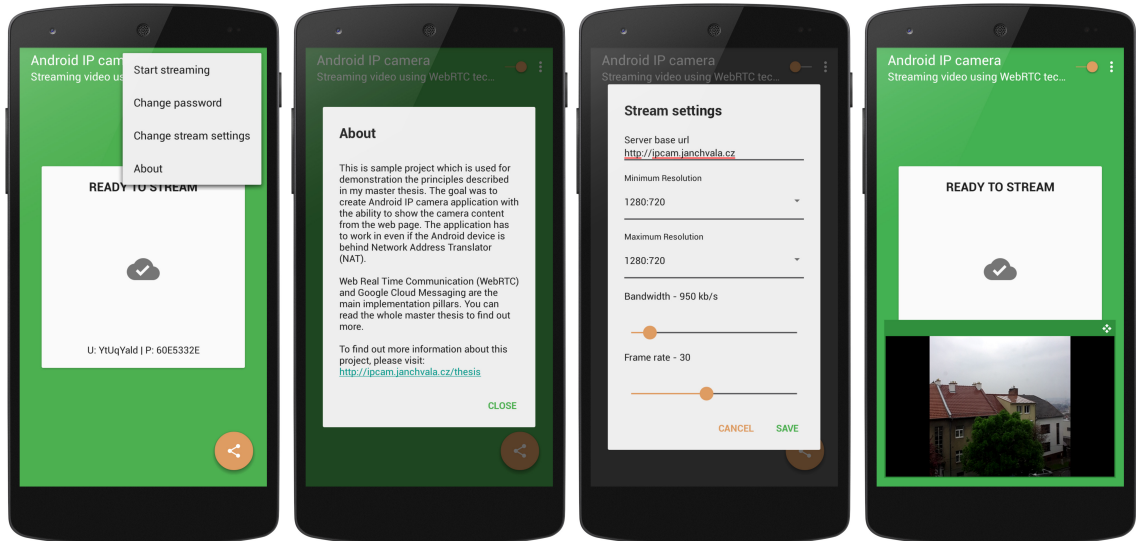 Android IP cam
Streaming video us
Start streaming
Change password
Change stream settings
About
READY TO STREAM
U: YtUqYald | P: 60E5332E
Android IP camera
Streaming video using WebRTC tec...
About
This is sample project which is used for
demonstration the principles described
in my master thesis. The goal was to
create Android IP camera application with
the ability to show the camera content
from the web page. The application has
to work in even if the Android device is
behind Network Address Translator
(NAT).
Web Real Time Communication (WebRTC)
and Google Cloud Messaging are the
main implementation pillars. You can
read the whole master thesis to find out
more.
To find out more information about this
project, please visit:
http://ipcam.janchvala.cz/thesis
CLOSE
Android IP camera
Streaming video using WebRTC tec...
Stream settings
Server base url
http://ipcam.janchvala.cz
Minimum Resolution
1280:720
Maximum Resolution
1280:720
Bandwidth - 950 kb/s
Frame rate - 30
CANCEL SAVE
Android IP camera
Streaming video using WebRTC tec...
READY TO STREAM